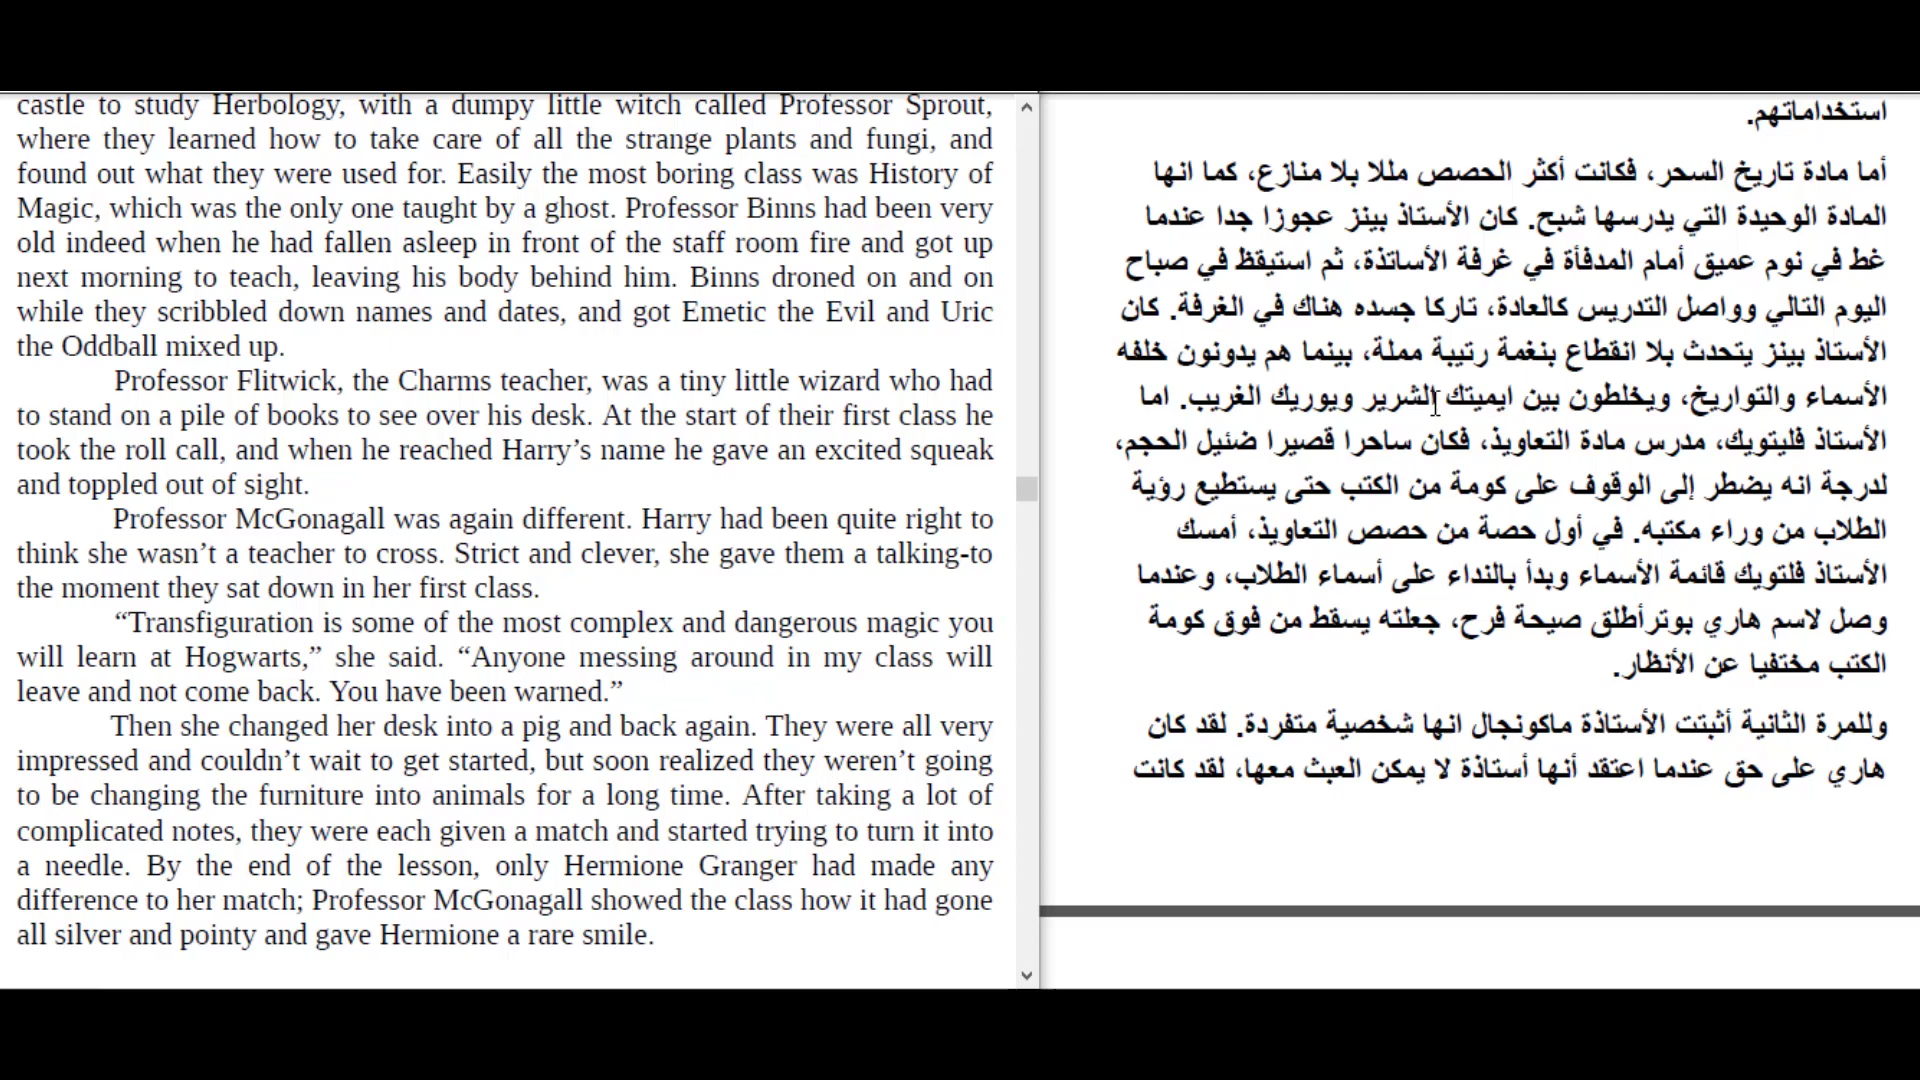 castle to study Herbology, with a dumpy little witch called Professor Sprout,
where they learned how to take care of all the strange plants and fungi, and
found out what they were used for. Easily the most boring class was History of
Magic, which was the only one taught by a ghost. Professor Binns had been very
old indeed when he had fallen asleep in front of the staff room fire and got up
next morning to teach, leaving his body behind him. Binns droned on and on
while they scribbled down names and dates, and got Emetic the Evil and Uric
the Oddball mixed up.
Professor Flitwick, the Charms teacher, was a tiny little wizard who had
to stand on a pile of books to see over his desk. At the start of their first class he
took the roll call, and when he reached Harry’s name he gave an excited squeak
and toppled out of sight.
Professor McGonagall was again different. Harry had been quite right to
think she wasn’t a teacher to cross. Strict and clever, she gave them a talking-to
the moment they sat down in her first class.
“Transfiguration is some of the most complex and dangerous magic you
will learn at Hogwarts,” she said. “Anyone messing around in my class will
leave and not come back. You have been warned.”
Then she changed her desk into a pig and back again. They were all very
impressed and couldn’t wait to get started, but soon realized they weren’t going
to be changing the furniture into animals for a long time. After taking a lot of
complicated notes, they were each given a match and started trying to turn it into
a needle. By the end of the lesson, only Hermione Granger had made any
difference to her match; Professor McGonagall showed the class how it had gone
all silver and pointy and gave Hermione a rare smile.
استخداماتهم.
أما مادة تاريخ السحر، فكانت أكثر الحصص مللا بلا منازع، كما انها
المادة الوحيدة التي يدرسها شبح. كان الأستاذ بينز عجوزا جدا عندما
غط في نوم عميق أمام المدفأة في غرفة الأساتذة، ثم استيقظ في صباح
اليوم التالي وواصل التدريس كالعادة، تاركا جسده هناك في الغرفة. كان
الأستاذ بينز يتحدث بلا انقطاع بنغمة رتيبة مملة، بينما هم يدونون خلفه
الأسماء والتواريخ، ويخلطون بين ايميتك الشرير ويوريك الغريب. اما
الأستاذ فليتويك، مدرس مادة التعاويذ، فكان ساحرا قصيرا ضئيل الحجم،
لدرجة انه يضطر إلى الوقوف على كومة من الكتب حتى يستطيع رؤية
الطلاب من وراء مكتبه. في أول حصة من حصص التعاويذ، أمسك
الأستاذ فلتويك قائمة الأسماء وبدأ بالنداء على أسماء الطلاب، وعندما
وصل لاسم هاري بوترأطلق صيحة فرح، جعلته يسقط من فوق كومة
الكتب مختفيا عن الأنظار.
وللمرة الثانية أثبتت الأستاذة ماكونجال انها شخصية متفردة. لقد كان
هاري على حق عندما اعتقد أنها أستاذة لا يمكن العبث معها، لقد كانت